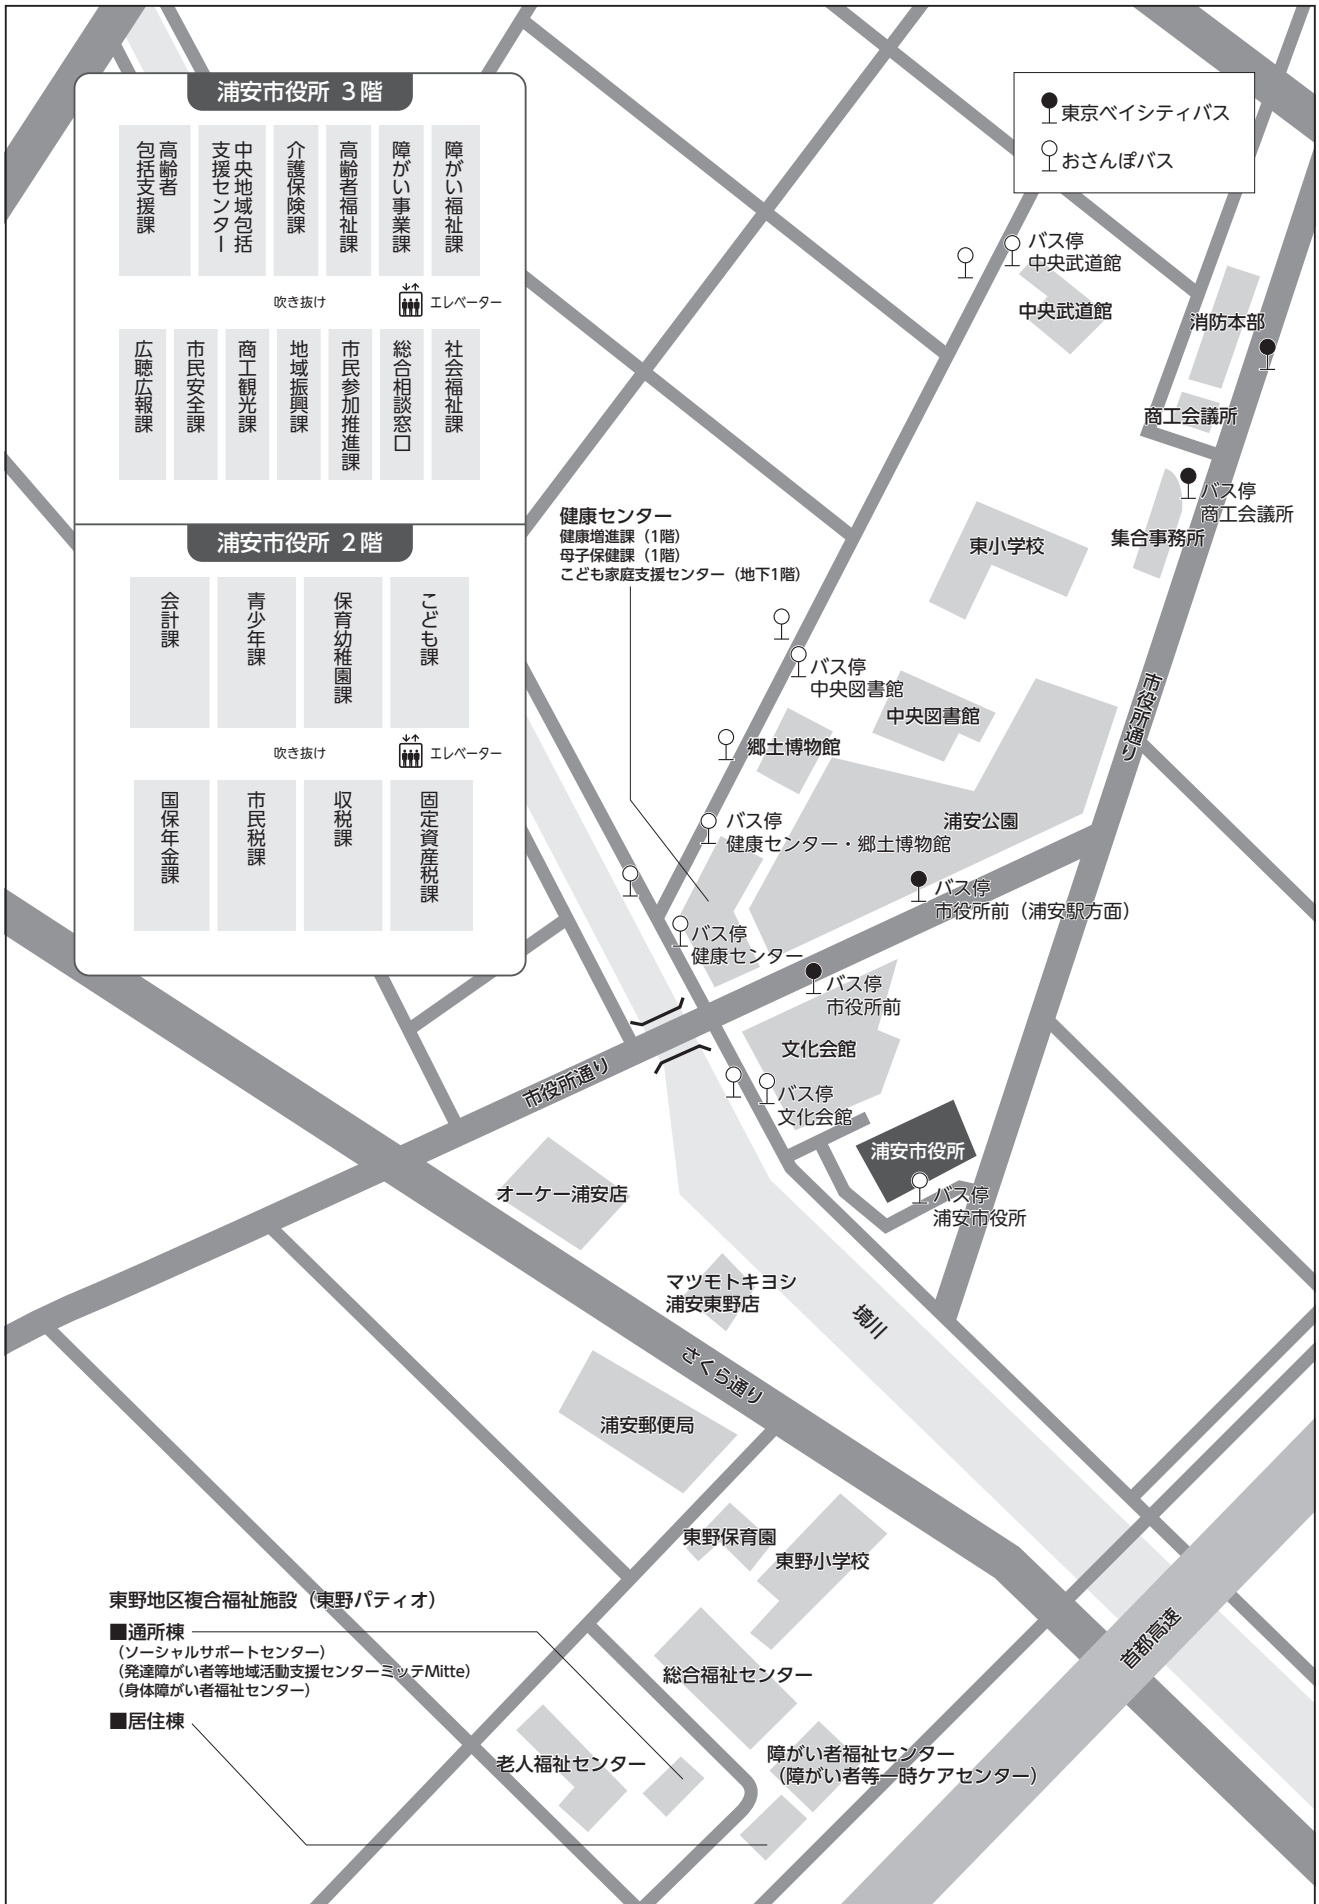 浦安市役所 3階
高齢者
包括支援課
中央地域包括
支援センター
介護保険課
高齢者福祉課
障がい事業課
障がい福祉課
吹き抜け
エレベーター
広聴広報課
市民安全課
商工観光課
地域振興課
市民参加推進課
総合相談窓口
社会福祉課
浦安市役所 2階
会計課
青少年課
保育幼稚園課
こども課
吹き抜け
エレベーター
国保年金課
市民税課
収税課
固定資産税課
東京ベイシティバス
おさんぽバス
バス停
中央武道館
中央武道館
消防本部
商工会議所
バス停
商工会議所
集合事務所
健康センター
健康増進課（1階）
母子保健課（1階）
こども家庭支援センター（地下1階）
東小学校
バス停
中央図書館
中央図書館
市役所通り
郷土博物館
浦安公園
バス停
健康センター・郷土博物館
バス停
市役所前（浦安駅方面）
バス停
健康センター
バス停
市役所前
文化会館
市役所通り
バス停
文化会館
浦安市役所
バス停
浦安市役所
オーケー浦安店
マツモトキヨシ
浦安東野店
境川
さくら通り
浦安郵便局
東野保育園
東野小学校
東野地区複合福祉施設（東野パティオ）
■通所棟
（ソーシャルサポートセンター）
（発達障がい者等地域活動支援センターミッテMitte）
（身体障がい者福祉センター）
■居住棟
首都高速
総合福祉センター
老人福祉センター
障がい者福祉センター
（障がい者等一時ケアセンター）